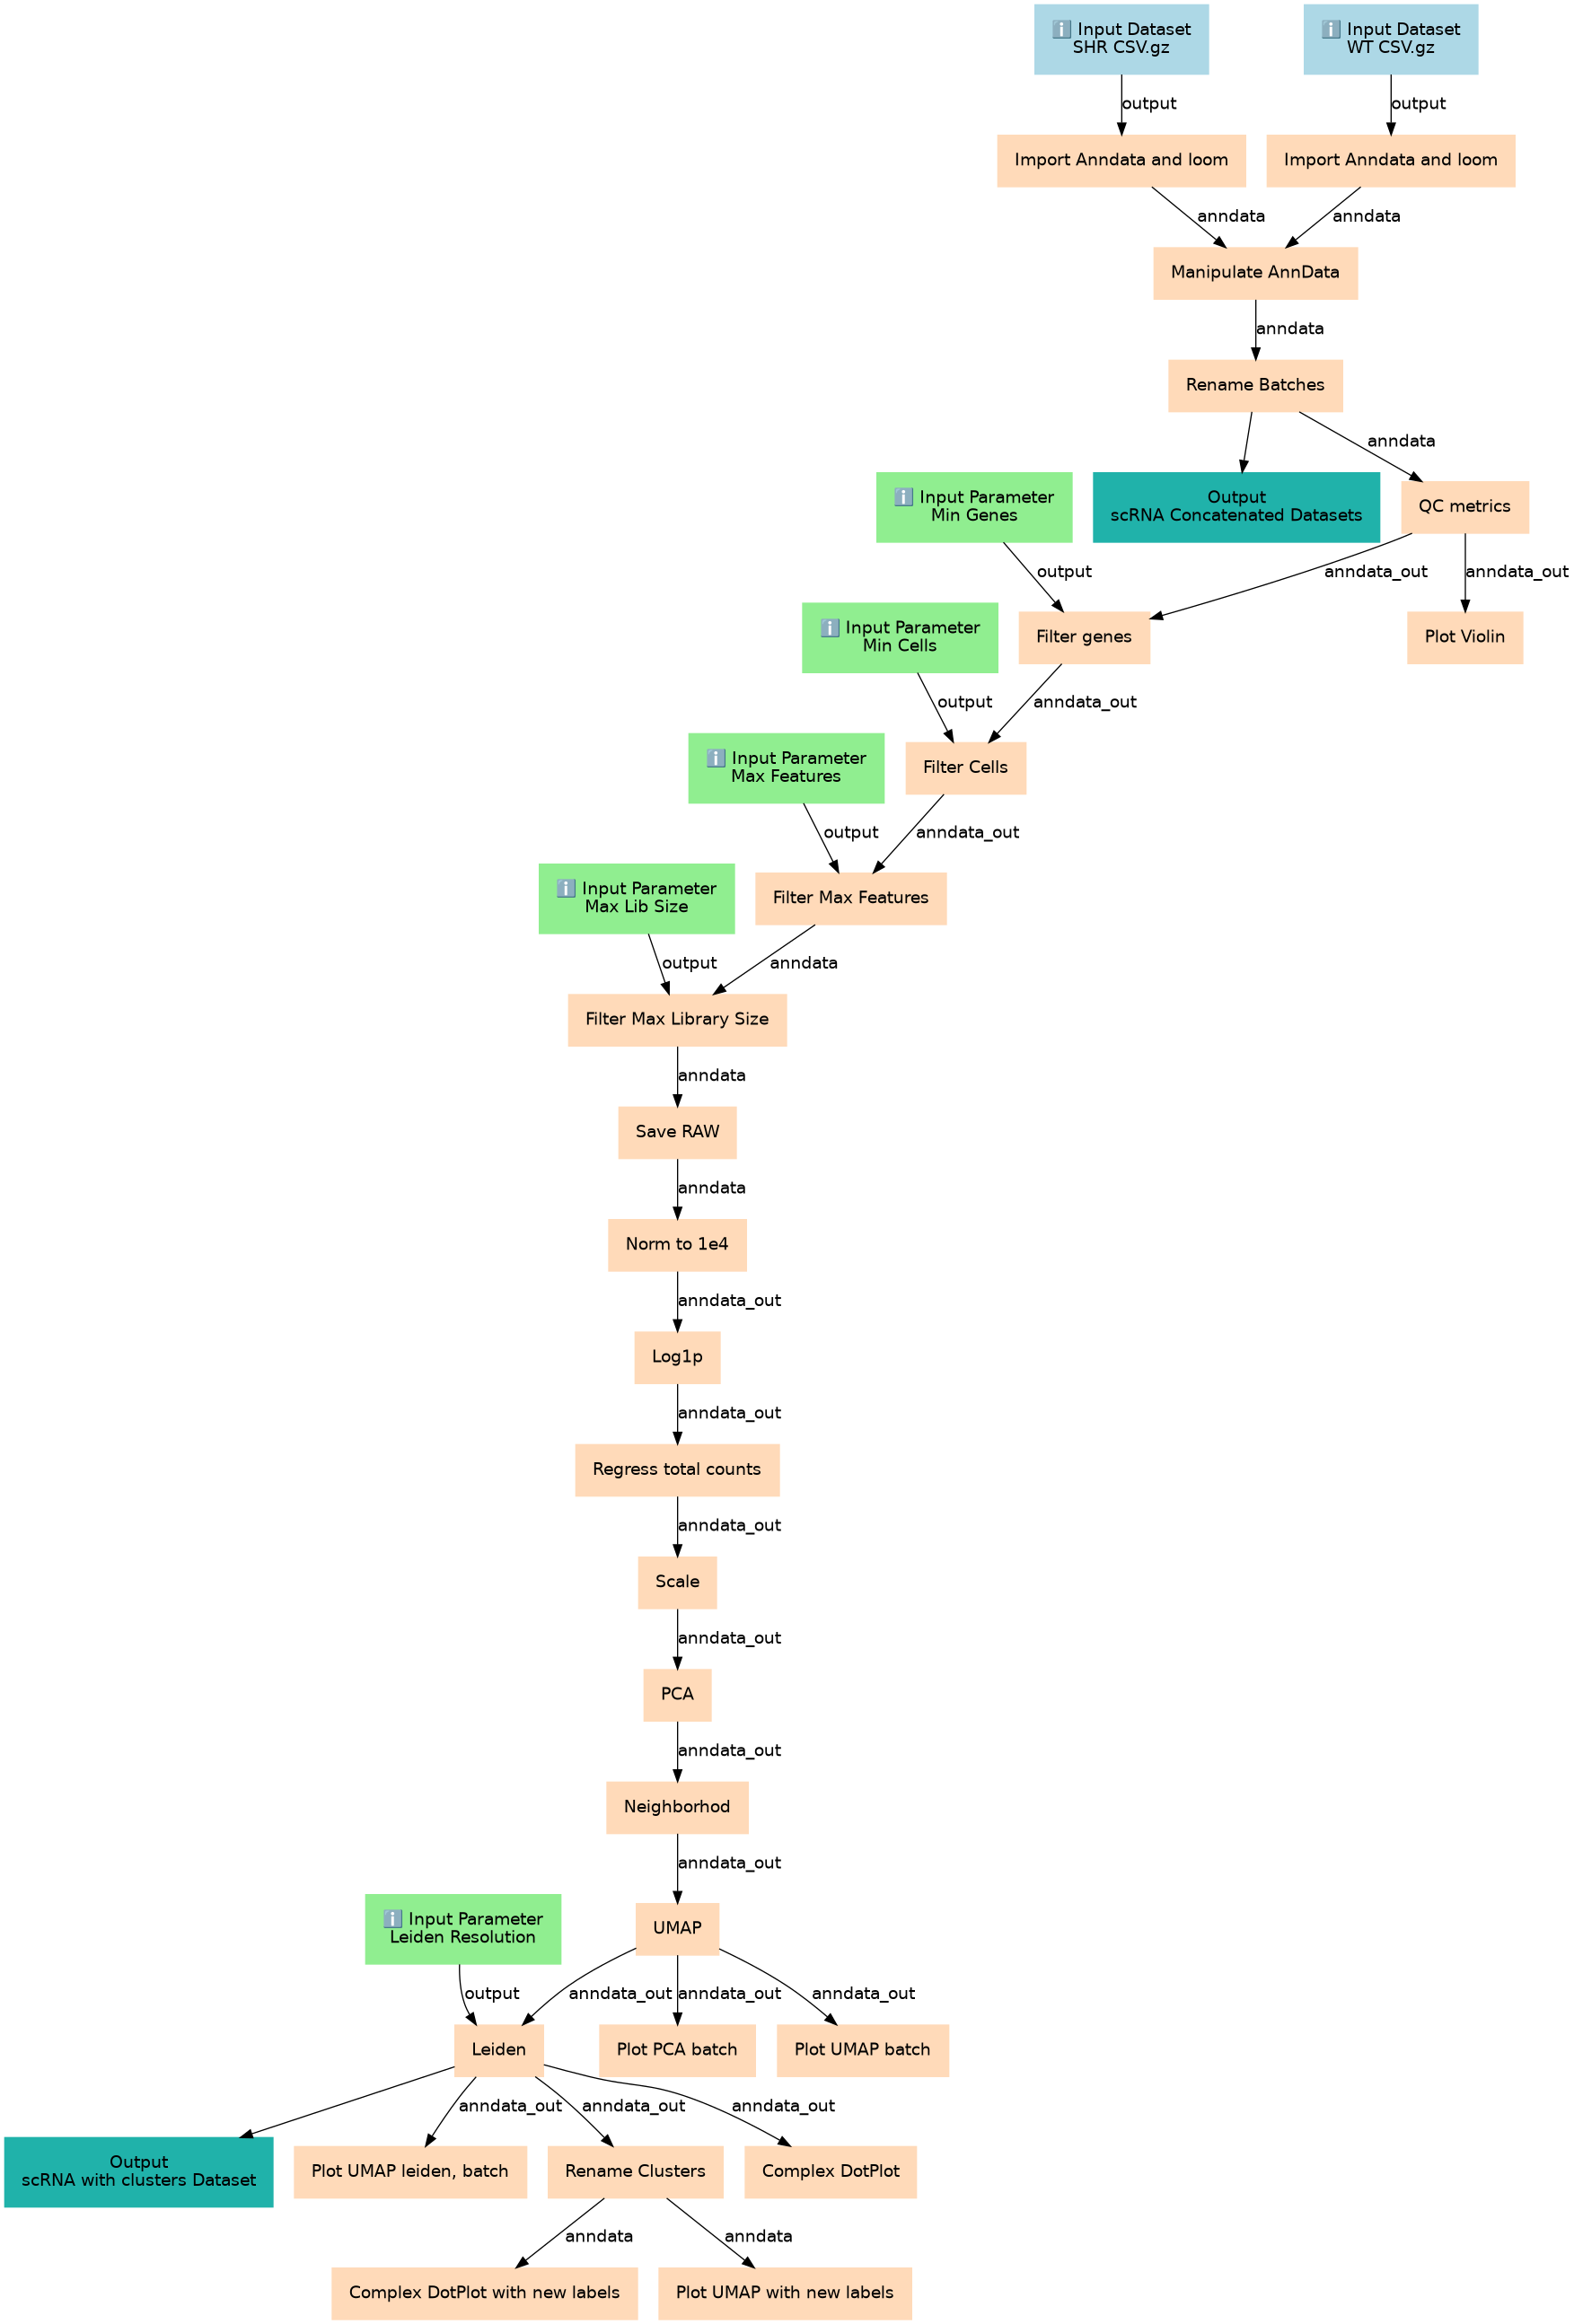 ℹ️ Input Dataset
SHR CSV.gz
ℹ️ Input Dataset
WT CSV.gz
output
output
Import Anndata and loom
Import Anndata and loom
anndata
anndata
Manipulate AnnData
anndata
Rename Batches
anndata
ℹ️ Input Parameter
Min Genes
Output
scRNA Concatenated Datasets
QC metrics
output
anndata_out
anndata_out
ℹ️ Input Parameter
Min Cells
Filter genes
Plot Violin
output
anndata_out
ℹ️ Input Parameter
Max Features
Filter Cells
output
anndata_out
ℹ️ Input Parameter
Max Lib Size
Filter Max Features
output
anndata
Filter Max Library Size
anndata
Save RAW
anndata
Norm to 1e4
anndata_out
Log1p
anndata_out
Regress total counts
anndata_out
Scale
anndata_out
PCA
anndata_out
Neighborhod
anndata_out
ℹ️ Input Parameter
Leiden Resolution
UMAP
output
anndata_out
anndata_out
anndata_out
Leiden
Plot PCA batch
Plot UMAP batch
anndata_out
anndata_out
anndata_out
Output
scRNA with clusters Dataset
Plot UMAP leiden, batch
Rename Clusters
Complex DotPlot
anndata
anndata
Complex DotPlot with new labels
Plot UMAP with new labels